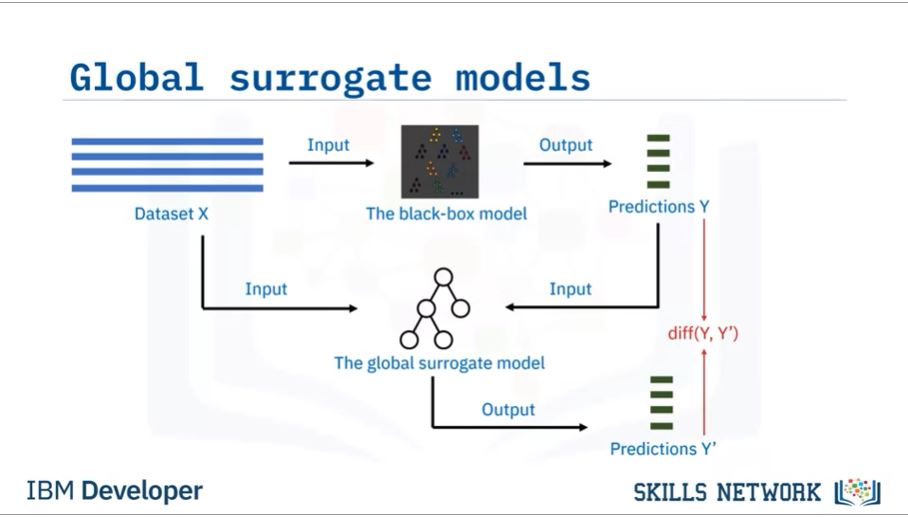 Global surrogate models
Input
Output
Dataset X
The black-box model
Predictions Y
Input
Input
diff(Y, Y’)
The global surrogate model
Output
Predictions Y’
IBM Developer
SKILLS NETWORK